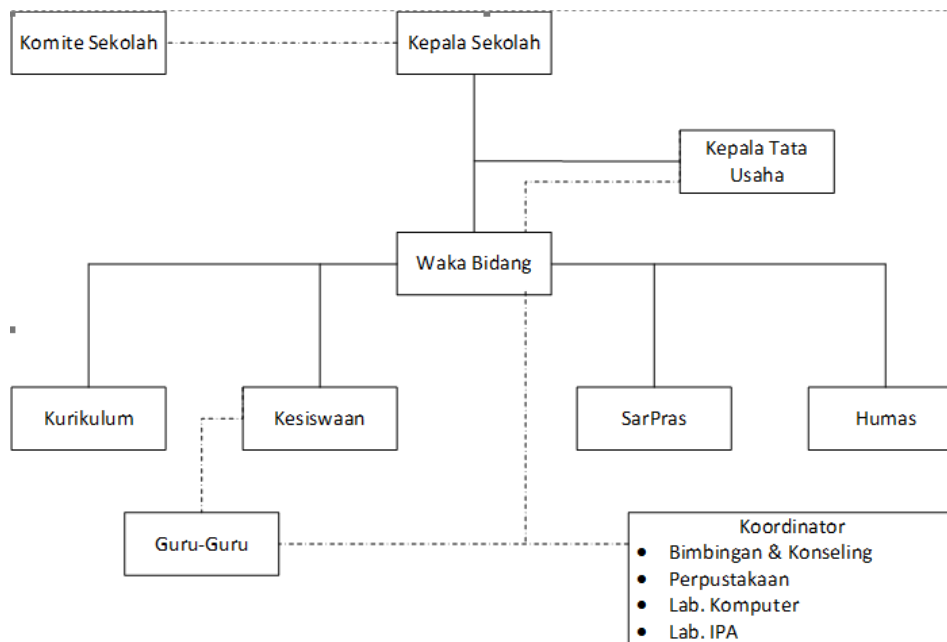 Komite Sekolah
Kepala Sekolah
Kepala Tata
Usaha
Waka Bidang
Kurikulum
Kesiswaan
SarPras
Humas
Guru-Guru
Koordinator
● Bimbingan & Konseling
● Perpustakaan
● Lab. Komputer
● Lab. IPA